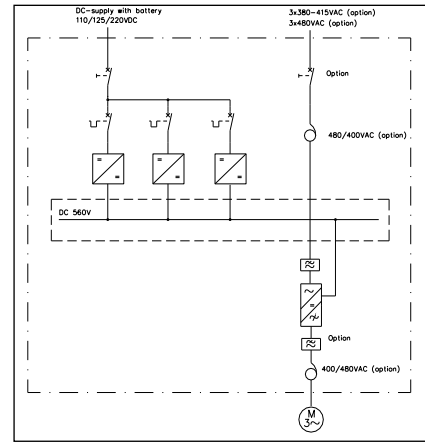 DC-supply with battery
110/125/220VDC
3x380-415VAC (option)
3x480VAC (option)
Option
480/400VAC (option)
DC 560V
Option
400/480VAC (option)
M
3~